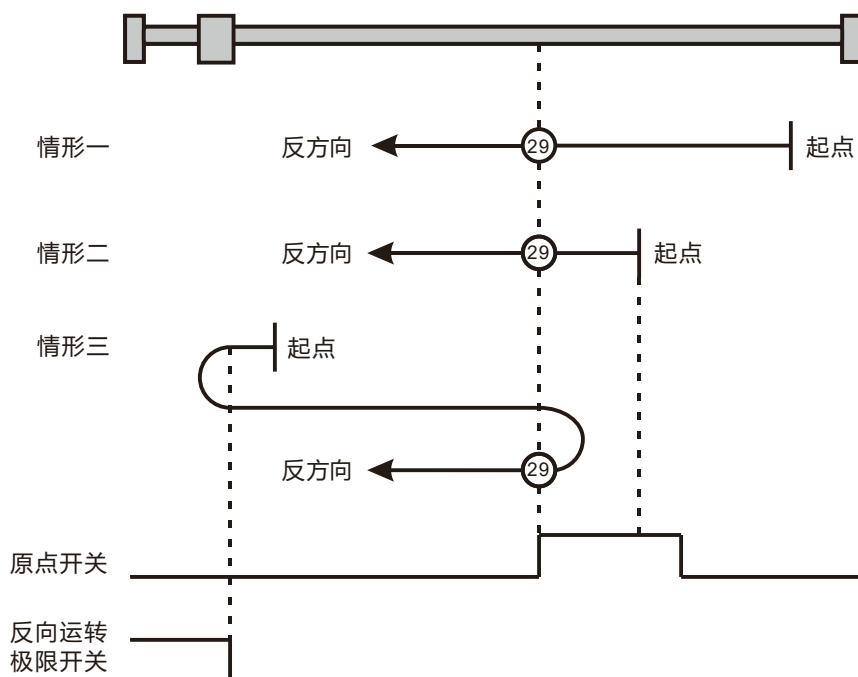 情形一 反方向 29 起点
情形二 反方向 29 起点
情形三 起点
反方向 29
原点开关
反向运转
极限开关